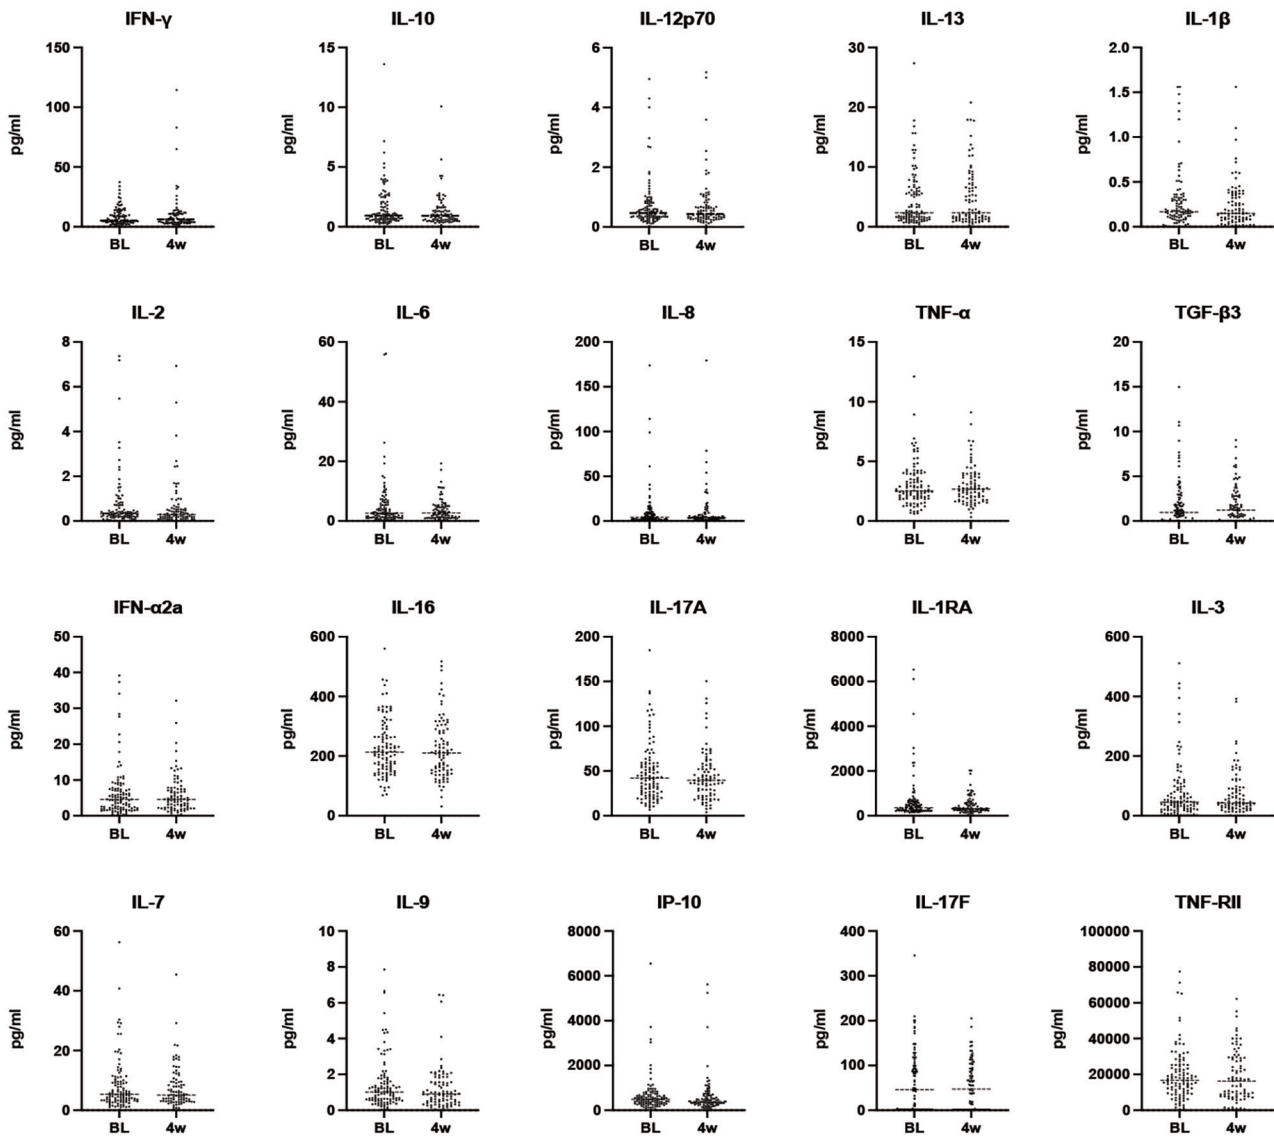 IFN-γ
150
100
50
0
pg/ml
BL
4w
IL-10
15
10
5
0
pg/ml
BL
4w
IL-12p70
6
4
2
0
pg/ml
BL
4w
IL-13
30
20
10
0
pg/ml
BL
4w
IL-1β
2.0
1.5
1.0
0.5
0.0
pg/ml
BL
4w
IL-2
8
6
4
2
0
pg/ml
BL
4w
IL-6
60
40
20
0
pg/ml
BL
4w
IL-8
200
150
100
50
0
pg/ml
BL
4w
TNF-α
15
10
5
0
pg/ml
BL
4w
TGF-β3
20
15
10
5
0
pg/ml
BL
4w
IFN-α2a
50
40
30
20
10
0
pg/ml
BL
4w
IL-16
600
400
200
0
pg/ml
BL
4w
IL-17A
200
150
100
50
0
pg/ml
BL
4w
IL-1RA
8000
6000
4000
2000
0
pg/ml
BL
4w
IL-3
600
400
200
0
pg/ml
BL
4w
IL-7
60
40
20
0
pg/ml
BL
4w
IL-9
10
8
6
4
2
0
pg/ml
BL
4w
IP-10
8000
6000
4000
2000
0
pg/ml
BL
4w
IL-17F
400
300
200
100
0
pg/ml
BL
4w
TNF-RII
100000
80000
60000
40000
20000
0
pg/ml
BL
4w